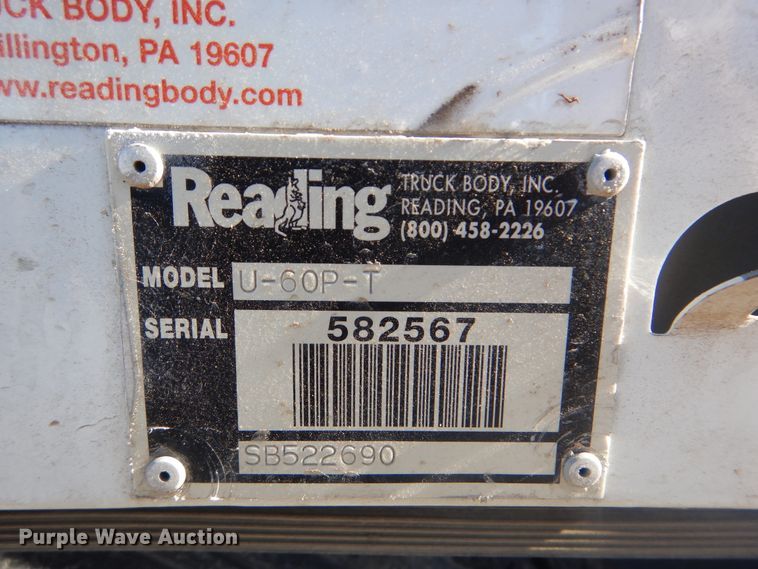 BODY, INC.
illington, PA 19607
www.readingbody.com
Reading
TRUCK BODY, INC.
READING, PA 19607
(800) 458-2226
MODEL U-60P-T
SERIAL 582567
SB522690
Purple Wave Auction